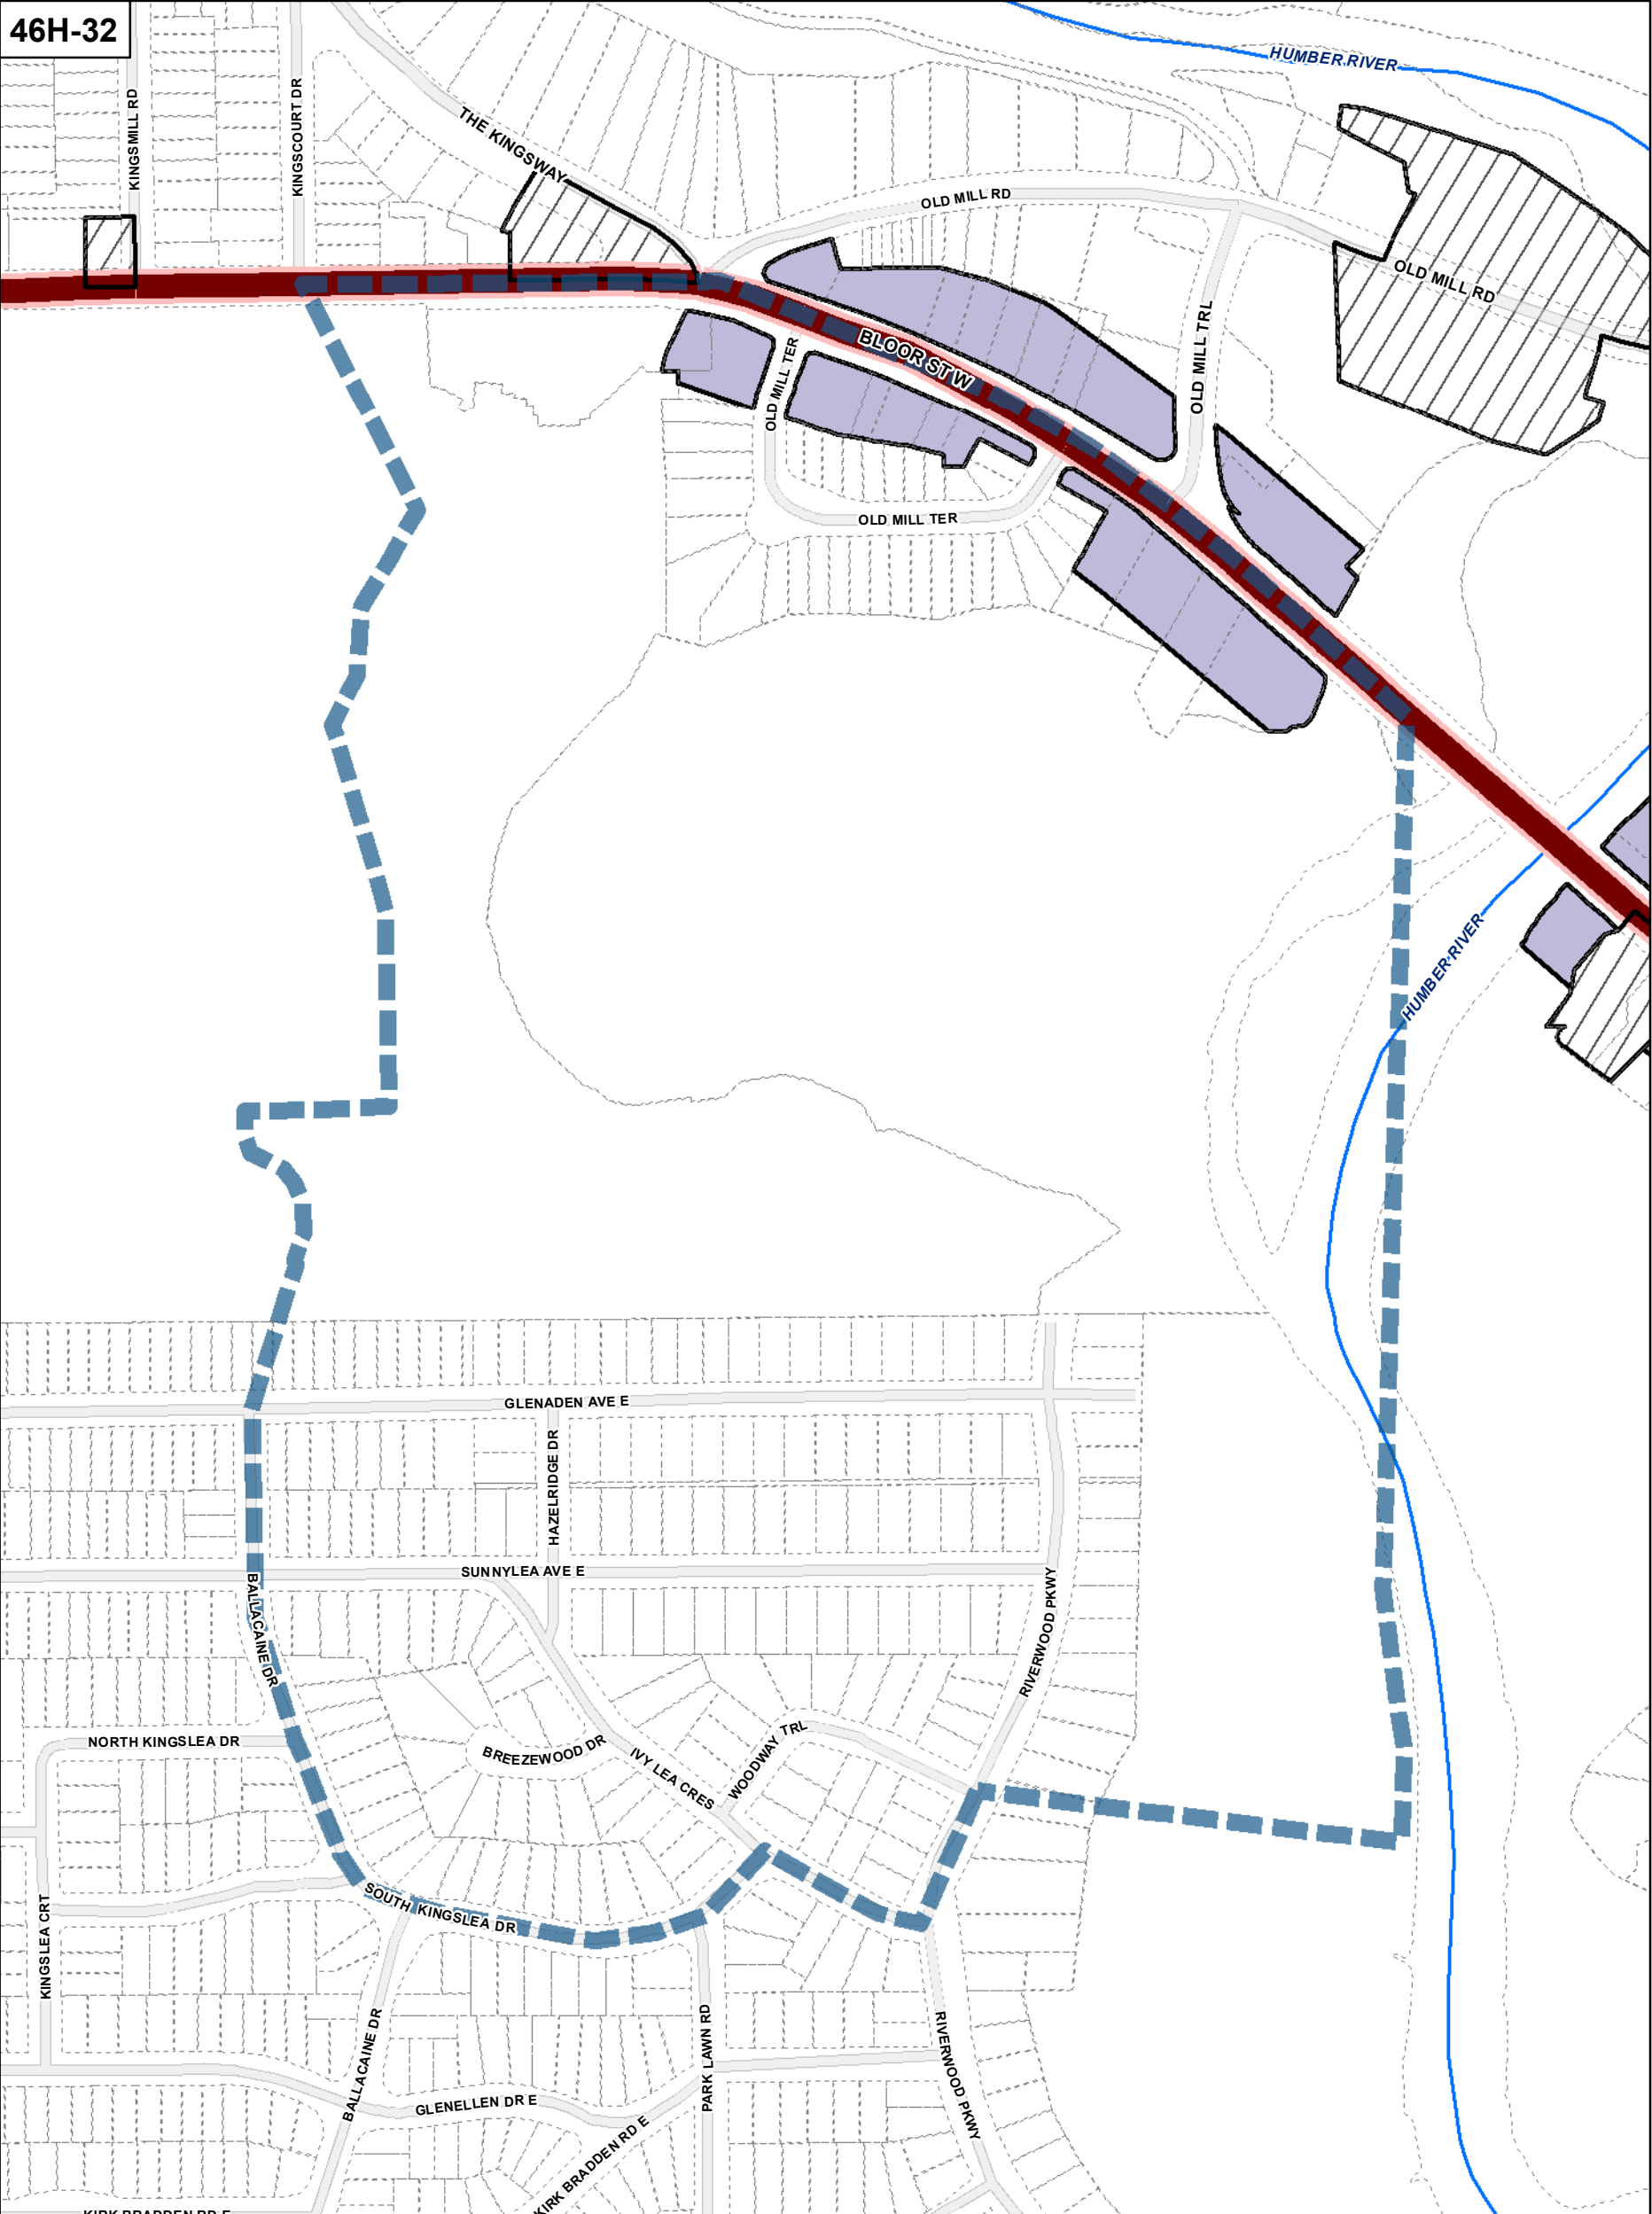 46H-32
HUMBER RIVER
KINGSMILL RD
KINGSCOURT DR
THE KINGSWAY
OLD MILL RD
OLD MILL RD
OLD MILL TRL
BLOOR ST W
OLD MILL TER
OLD MILL TER
HUMBER RIVER
GLENADEN AVE E
HAZELRIDGE DR
SUNNYLEA AVE E
BALLACAINE DR
RIVERWOOD PKWY
NORTH KINGSLEA DR
BREEZEWOOD DR
IVY LEA CRES
WOODWAY TRL
SOUTH KINGSLEA DR
KINGSLEA CRT
BALLACAINE DR
PARK LAWN RD
RIVERWOOD PKWY
GLENELLEN DR E
KIRK BRADDEN RD E
KIRK BRADDEN RD E